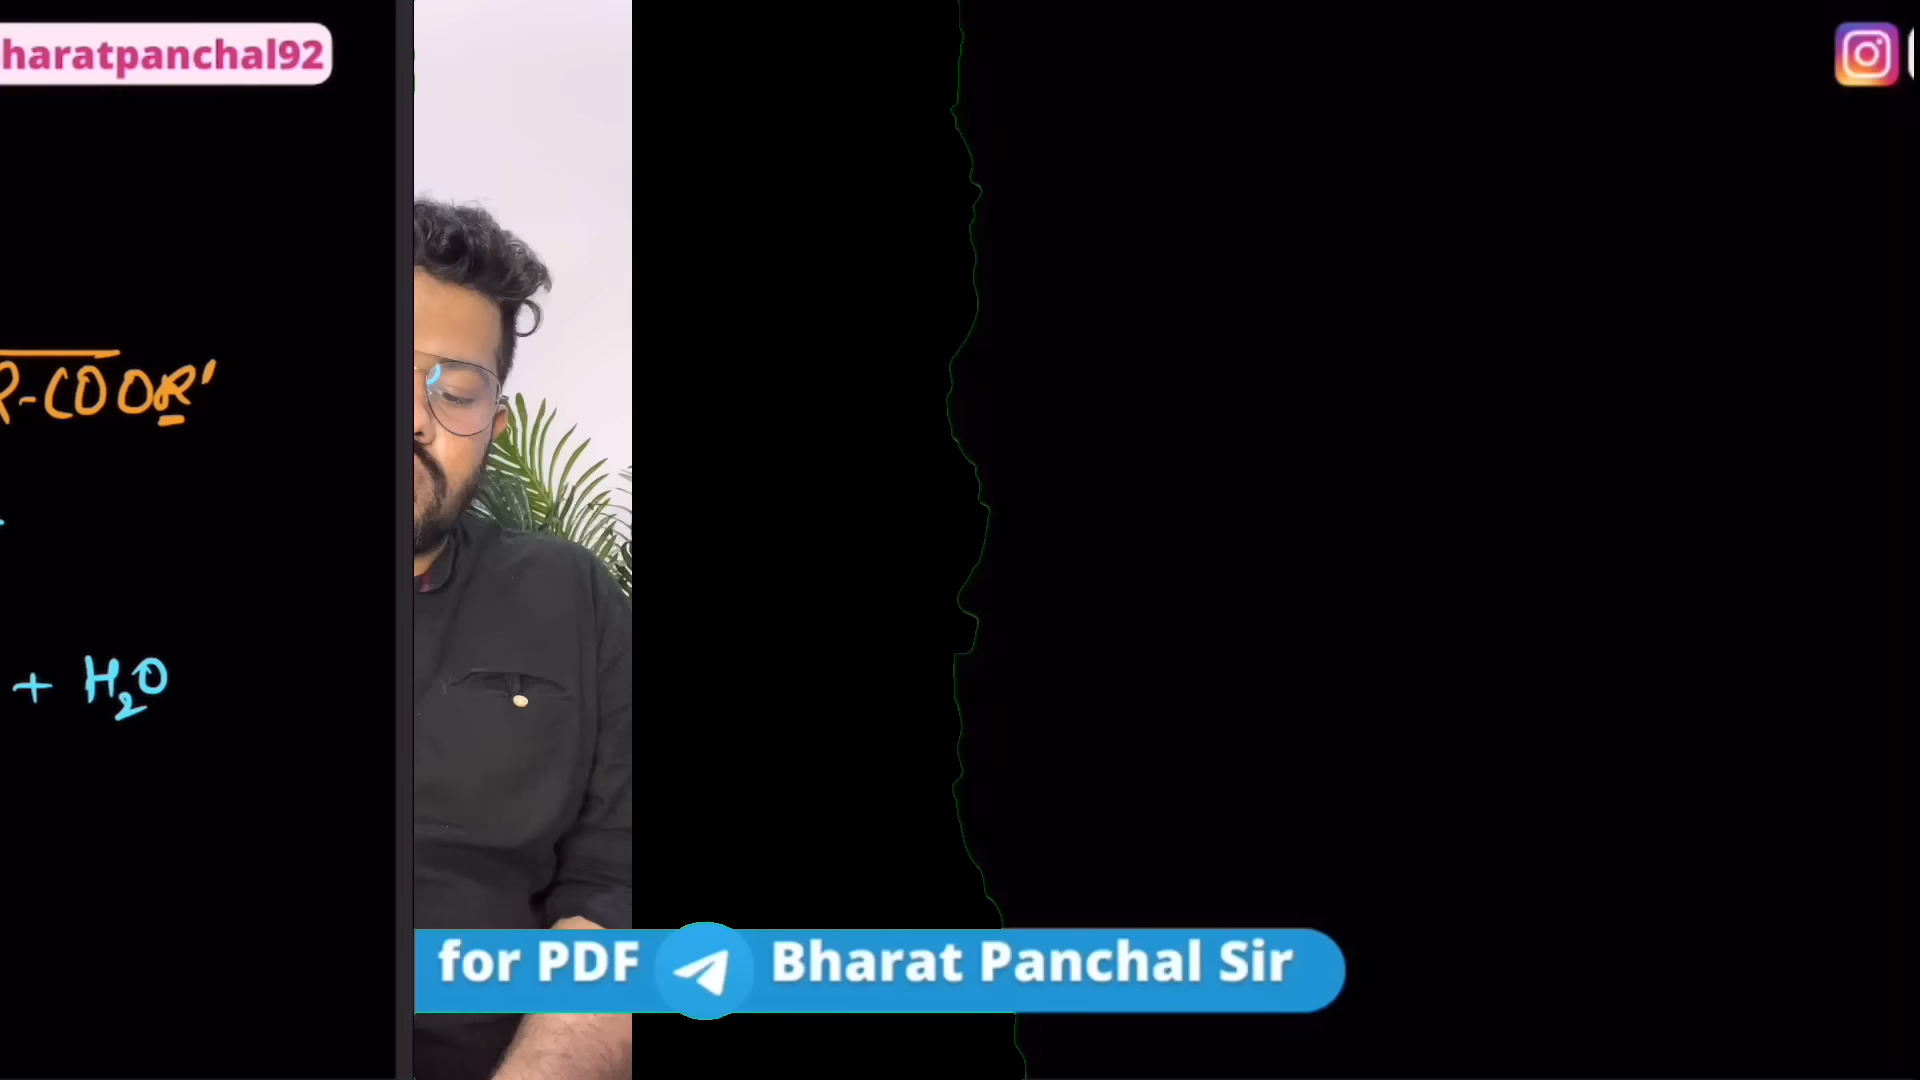 haratpanchal92
R-COOR'
+ H₂O
for PDF Bharat Panchal Sir